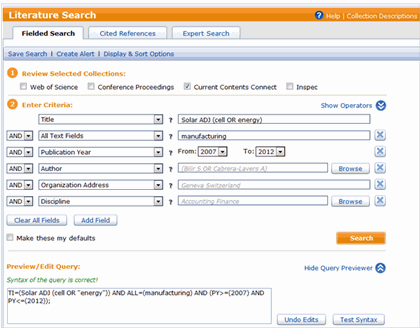 Literature Search
? Help | Collection Descriptions
Fielded Search Cited References Expert Search
Save Search | Create Alert | Display & Sort Options
1 Review Selected Collections:
Web of Science Conference Proceedings Current Contents Connect Inspec
2 Enter Criteria: Show Operators
Title ? Solar ADJ (cell OR energy)
AND All Text Fields ? manufacturing
AND Publication Year ? From: 2007 To: 2012
AND Author ? (Bilir S OR Cabrera-Lavers A) Browse
AND Organization Address ? Geneva Switzerland
AND Discipline ? Accounting Finance Browse
Clear All Fields Add Field
Make these my defaults Search
Preview/Edit Query: Hide Query Previewer
Syntax of the query is correct!
TI=(Solar ADJ (cell OR "energy")) AND ALL=(manufacturing) AND (PY>=(2007) AND
PY<=(2012));
Undo Edits Test Syntax